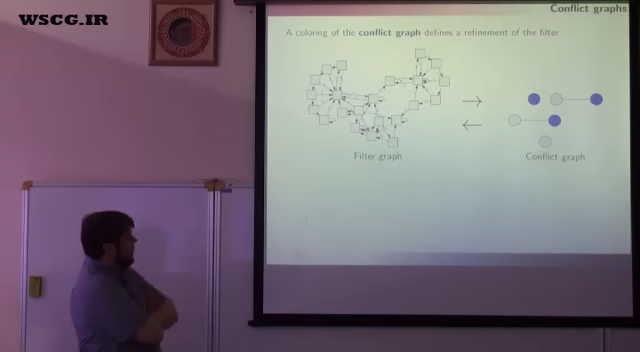 WSCG.IR
Conflict graphs
A coloring of the conflict graph defines a refinement of the filter.
Filter graph
Conflict graph